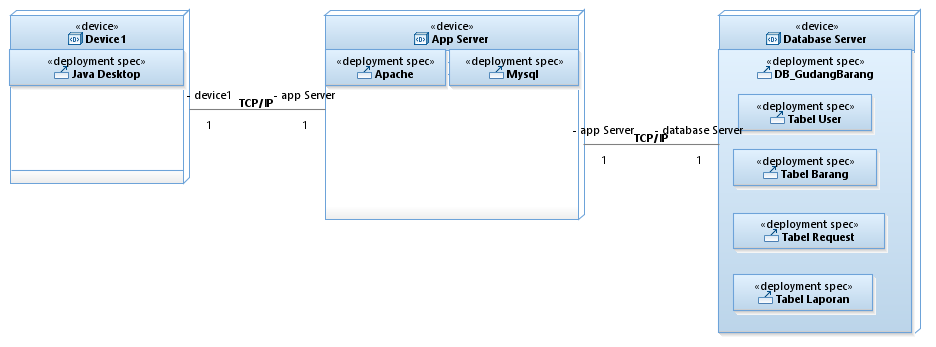 «device»
Device1
«deployment spec»
Java Desktop
«device»
App Server
«deployment spec»
Apache
«deployment spec»
Mysql
«device»
Database Server
«deployment spec»
DB_GudangBarang
«deployment spec»
Tabel User
«deployment spec»
Tabel Barang
«deployment spec»
Tabel Request
«deployment spec»
Tabel Laporan
- device1
TCP/IP
- app Server
1
1
- app Server
TCP/IP
- database Server
1
1